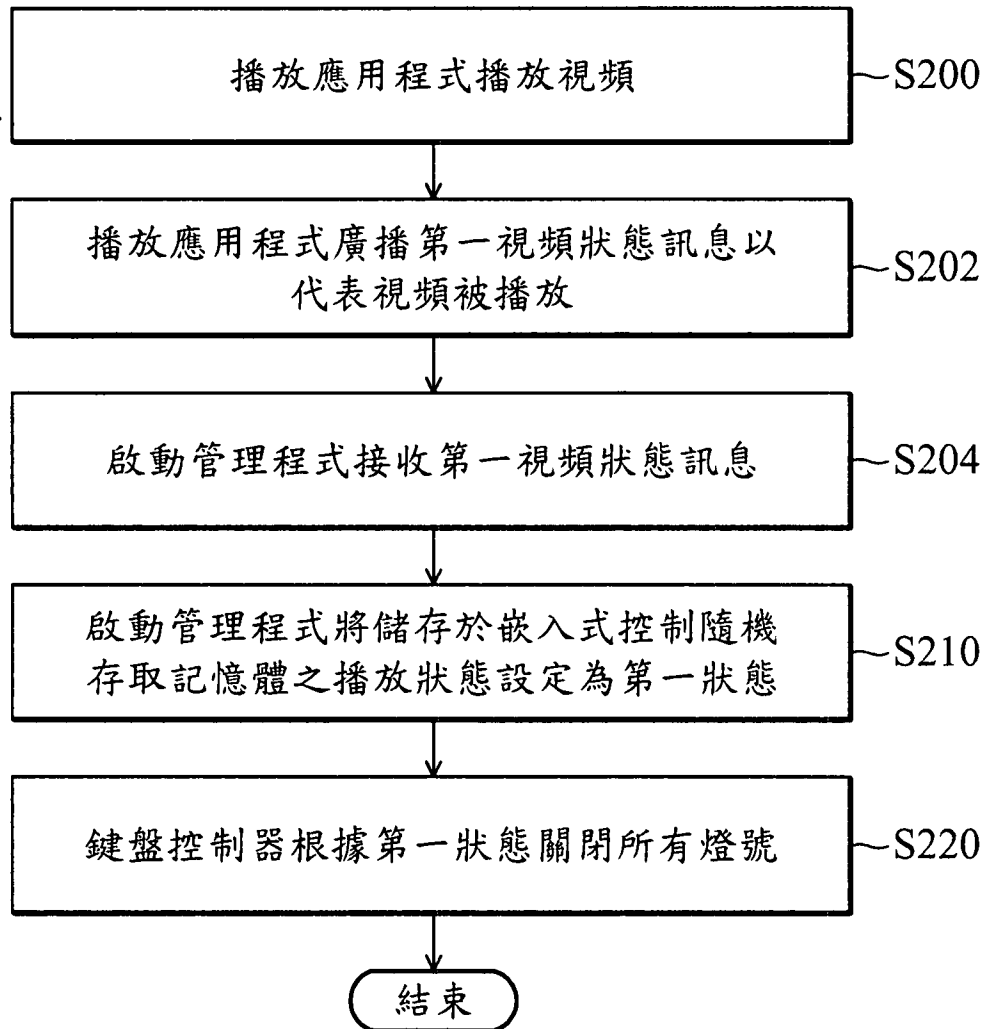 播放應用程式播放視頻
S200
播放應用程式廣播第一視頻狀態訊息以
代表視頻被播放
S202
啟動管理程式接收第一視頻狀態訊息
S204
啟動管理程式將儲存於嵌入式控制隨機
存取記憶體之播放狀態設定為第一狀態
S210
鍵盤控制器根據第一狀態關閉所有燈號
S220
結束